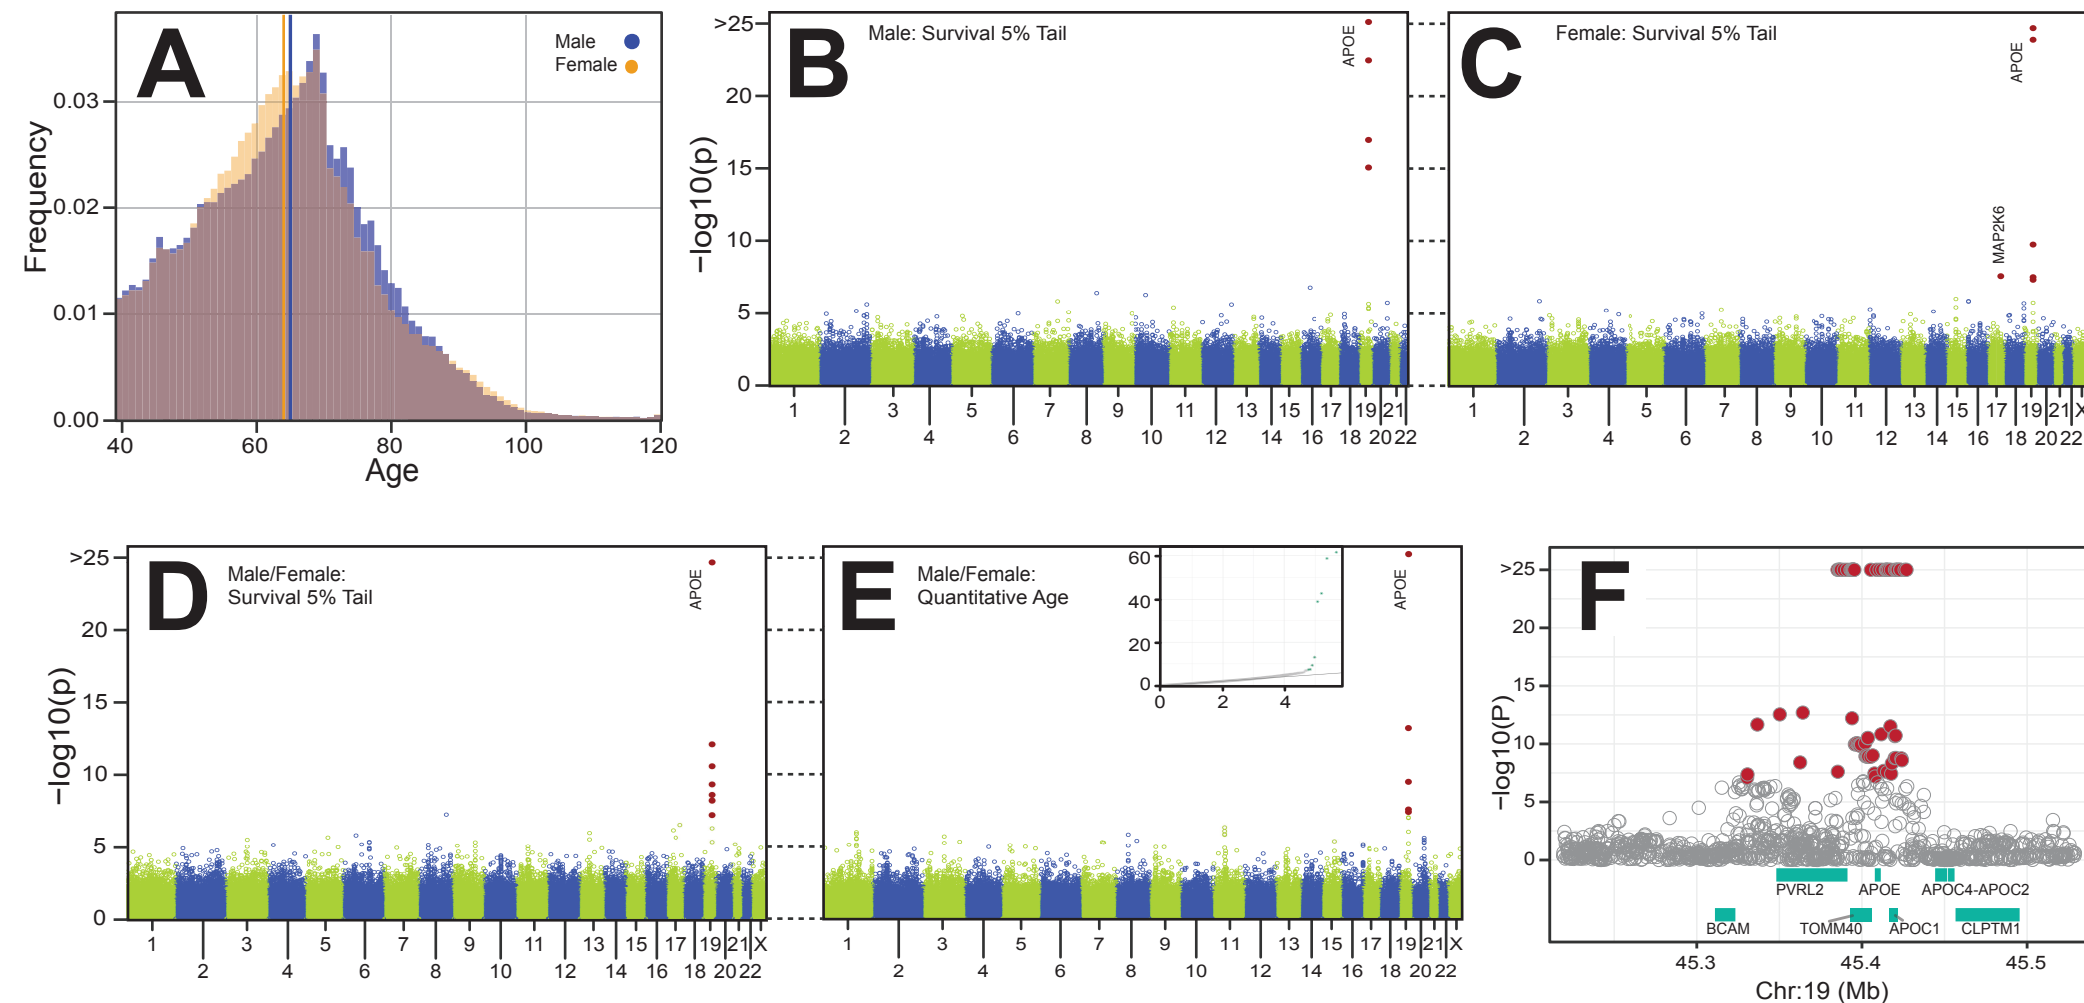 A
Male
Female
0.03
0.02
0.01
0.00
Frequency
40 60 80 100 120
Age
B
Male: Survival 5% Tail
APOE
>25
20
15
10
5
0
−log10(p)
1 3 5 7 9 11 13 15 17 19 21
2 4 6 8 10 12 14 16 18 20 22
C
Female: Survival 5% Tail
APOE
MAP2K6
1 3 5 7 9 11 13 15 17 19 21 X
2 4 6 8 10 12 14 16 18 20 22
D
Male/Female:
Survival 5% Tail
APOE
>25
20
15
10
5
0
−log10(p)
1 3 5 7 9 11 13 15 17 19 21 X
2 4 6 8 10 12 14 16 18 20 22
E
Male/Female:
Quantitative Age
60
40
20
0
0 2 4
APOE
1 3 5 7 9 11 13 15 17 19 21 X
2 4 6 8 10 12 14 16 18 20 22
F
>25
20
15
10
5
0
−log10(P)
PVRL2 APOE APOC4-APOC2
BCAM TOMM40 APOC1 CLPTM1
45.3 45.4 45.5
Chr:19 (Mb)